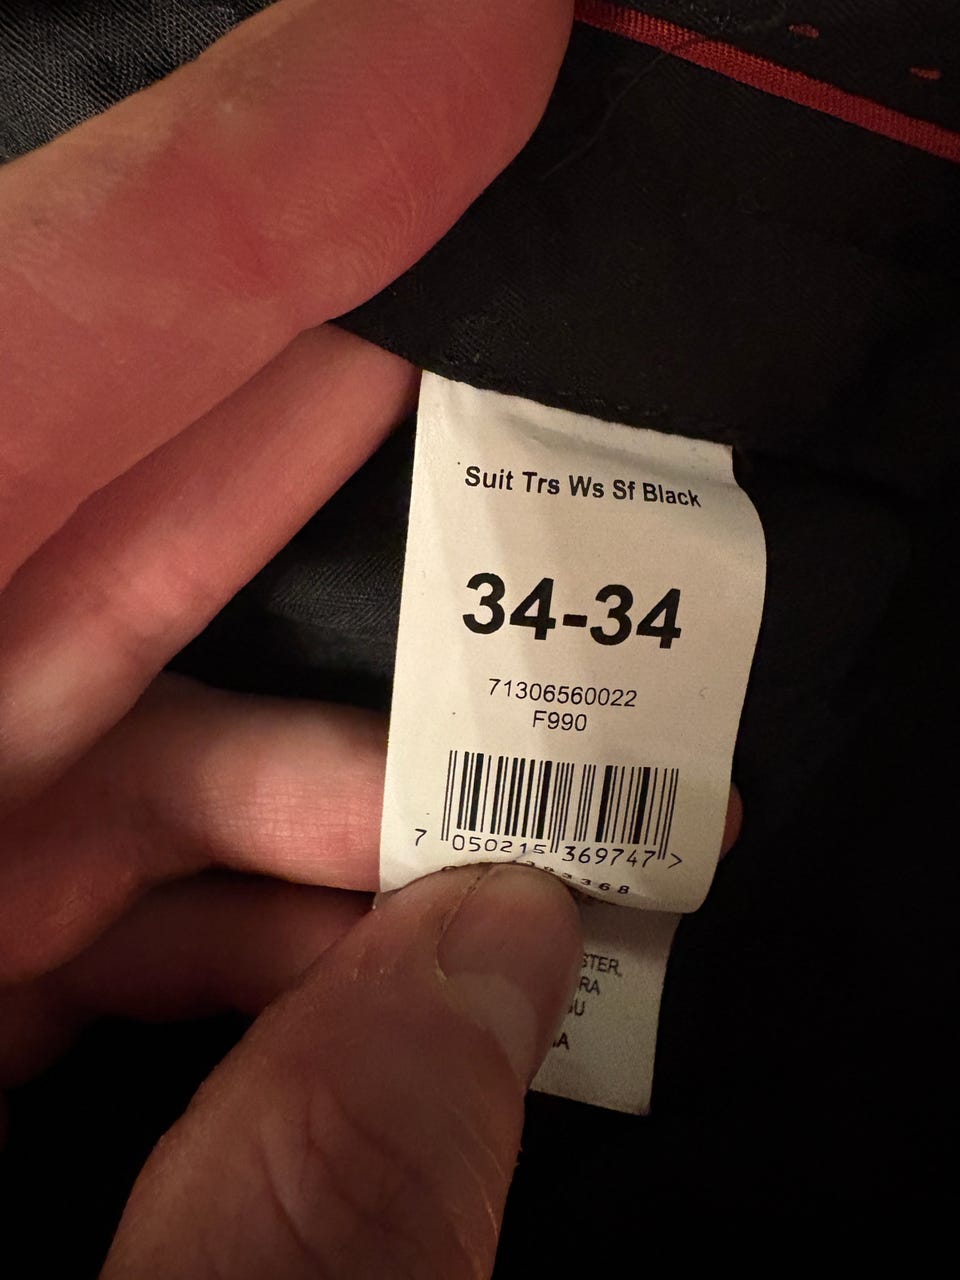 Suit Trs Ws Sf Black
34-34
71306560022
F990
7 050215 369747 >